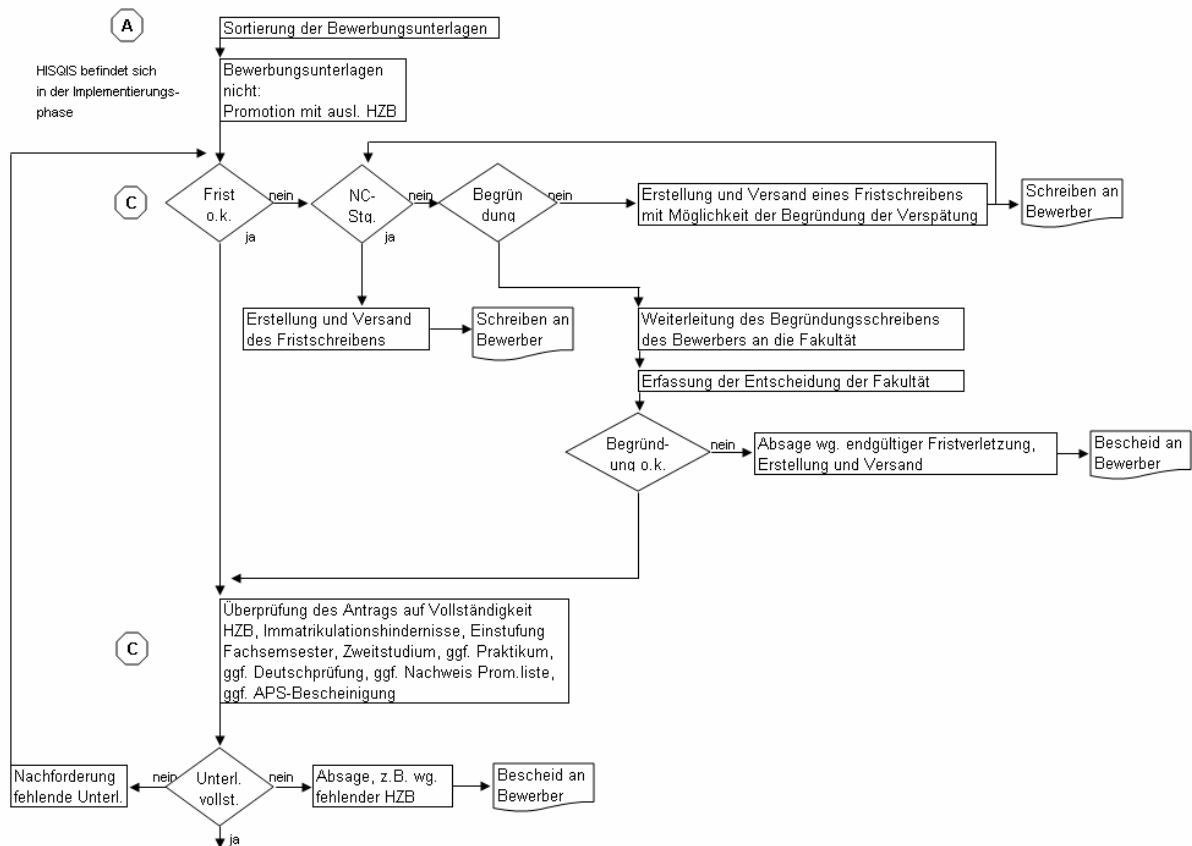 A
Sortierung der Bewerbungsunterlagen
HISQIS befindet sich
in der Implementierungs-
phase
Bewerbungsunterlagen
nicht:
Promotion mit ausl. HZB
C
Frist
o.k.
nein
ja
NC-
Stg.
nein
ja
Begrün
dung
nein
Erstellung und Versand eines Fristschreibens
mit Möglichkeit der Begründung der Verspätung
Schreiben an
Bewerber
Erstellung und Versand
des Fristschreibens
Schreiben an
Bewerber
Weiterleitung des Begründungsschreibens
des Bewerbers an die Fakultät
Erfassung der Entscheidung der Fakultät
Begründ-
ung o.k.
nein
Absage wg. endgültiger Fristverletzung,
Erstellung und Versand
Bescheid an
Bewerber
C
Überprüfung des Antrags auf Vollständigkeit
HZB, Immatrikulationshindernisse, Einstufung
Fachsemsester, Zweitstudium, ggf. Praktikum,
ggf. Deutschprüfung, ggf. Nachweis Prom.liste,
ggf. APS-Bescheinigung
Nachforderung
fehlende Unterl.
nein
Unterl.
vollst.
nein
ja
Absage, z.B. wg.
fehlender HZB
Bescheid an
Bewerber